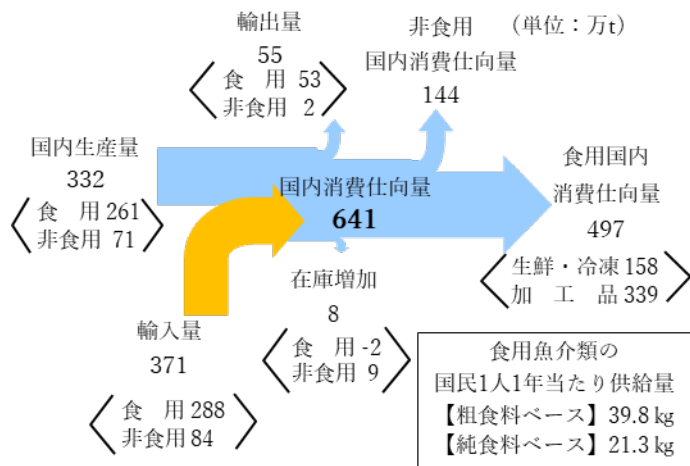 (単位：万t)
輸出量
55
食　用 53
非食用 2
非食用
国内消費仕向量
144
国内生産量
332
食　用 261
非食用 71
国内消費仕向量
641
食用国内
消費仕向量
497
生鮮・冷凍 158
加　工　品 339
在庫増加
8
食　用 -2
非食用 9
輸入量
371
食　用 288
非食用 84
食用魚介類の
国民1人1年当たり供給量
【粗食料ベース】39.8 kg
【純食料ベース】21.3 kg